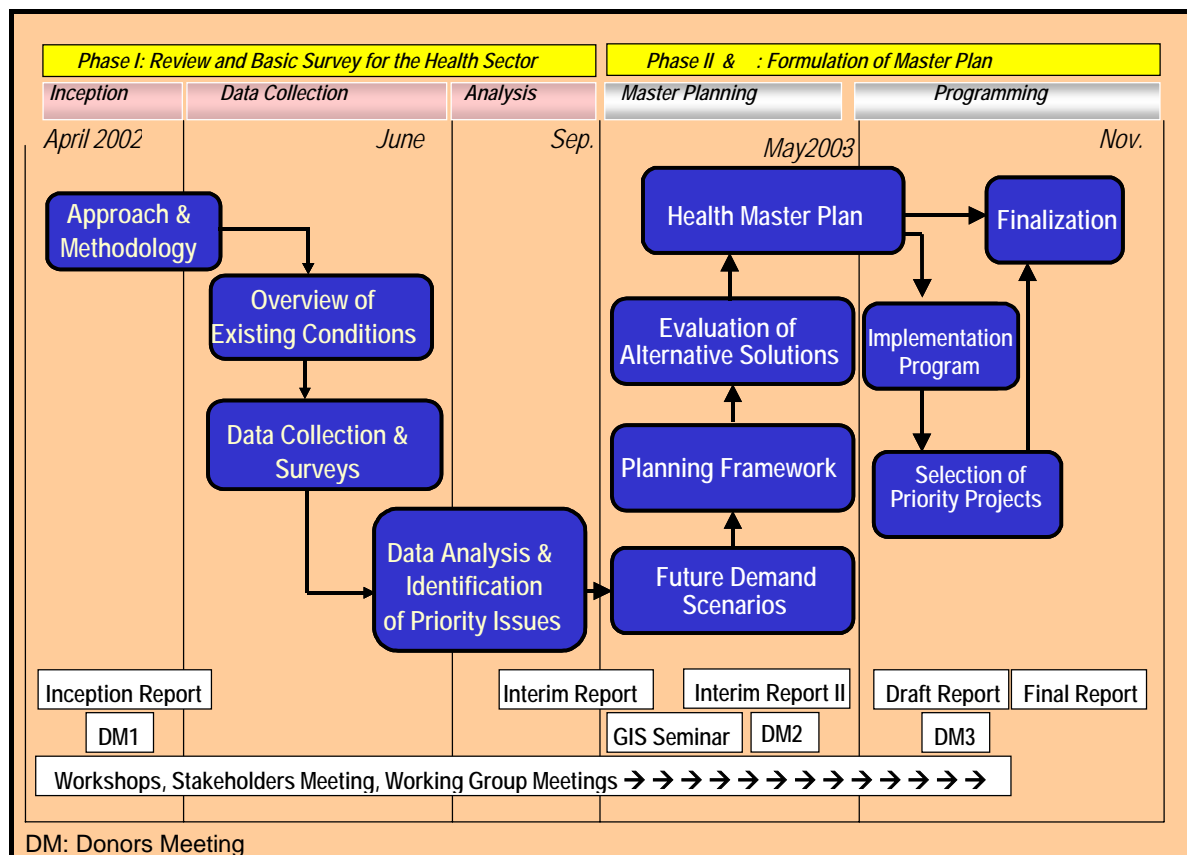 Phase I: Review and Basic Survey for the Health Sector
Phase II & : Formulation of Master Plan
Inception
Data Collection
Analysis
Master Planning
Programming
April 2002
June
Sep.
May2003
Nov.
Approach &
Methodology
Overview of
Existing Conditions
Data Collection &
Surveys
Data Analysis &
Identification
of Priority Issues
Health Master Plan
Evaluation of
Alternative Solutions
Planning Framework
Future Demand
Scenarios
Finalization
Implementation
Program
Selection of
Priority Projects
Inception Report
Interim Report
Interim Report II
Draft Report
Final Report
DM1
GIS Seminar
DM2
DM3
Workshops, Stakeholders Meeting, Working Group Meetings → → → → → → → → → → → → →
DM: Donors Meeting